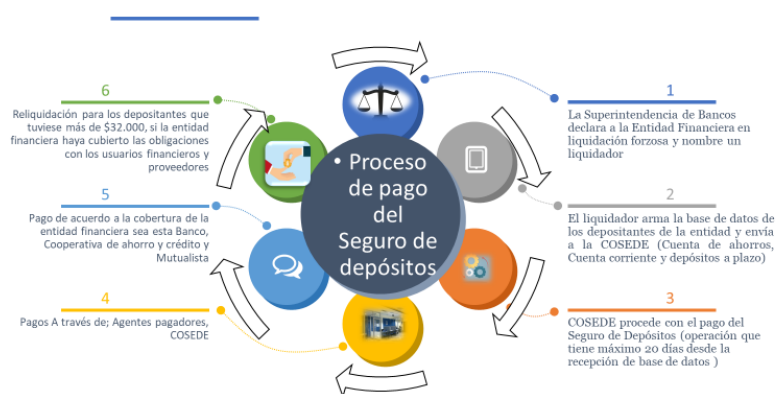 • Proceso
de pago
del
Seguro de
depósitos
1
La Superintendencia de Bancos
declara a la Entidad Financiera en
liquidación forzosa y nombre un
liquidador
2
El liquidador arma la base de datos de
los depositantes de la entidad y envía
a la COSEDE (Cuenta de ahorros,
Cuenta corriente y depósitos a plazo)
3
COSEDE procede con el pago del
Seguro de Depósitos (operación que
tiene máximo 20 días desde la
recepción de base de datos )
4
Pagos A través de; Agentes pagadores,
COSEDE
5
Pago de acuerdo a la cobertura de la
entidad financiera sea esta Banco,
Cooperativa de ahorro y crédito y
Mutualista
6
Reliquidación para los depositantes que
tuviese más de $32.000, si la entidad
financiera haya cubierto las obligaciones
con los usuarios financieros y
proveedores